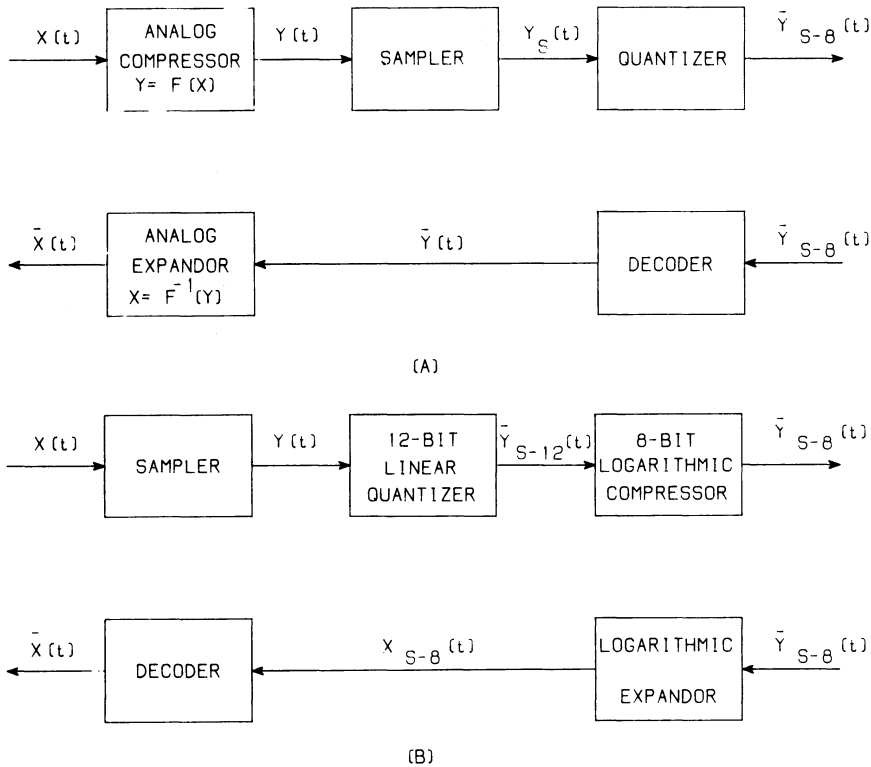 X(t)
ANALOG
COMPRESSOR
Y= F(X)
Y(t)
SAMPLER
Y_S(t)
QUANTIZER
Ȳ_S-8(t)
X̄(t)
ANALOG
EXPANDOR
X= F^-1(Y)
Ȳ(t)
DECODER
Ȳ_S-8(t)
(A)
X(t)
SAMPLER
Y(t)
12-BIT
LINEAR
QUANTIZER
Ȳ_S-12(t)
8-BIT
LOGARITHMIC
COMPRESSOR
Ȳ_S-8(t)
X̄(t)
DECODER
X_S-8(t)
LOGARITHMIC
EXPANDOR
Ȳ_S-8(t)
(B)